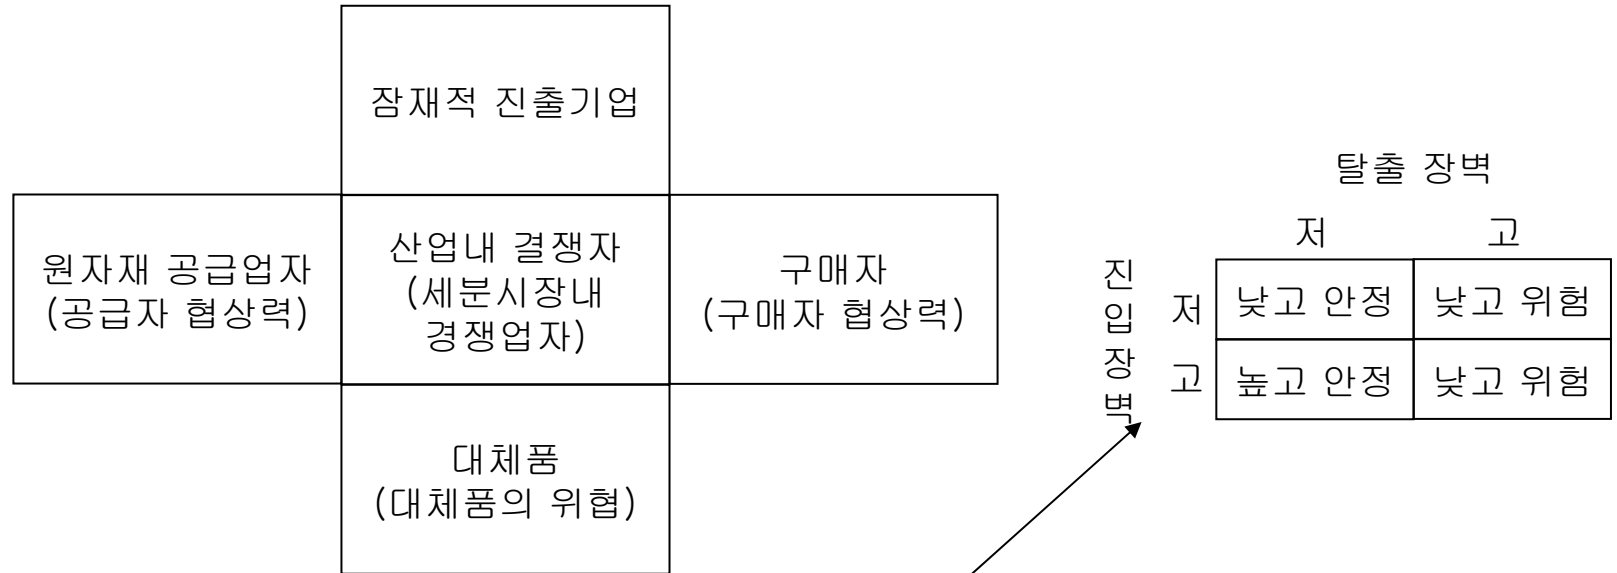 잠재적 진출기업
원자재 공급업자
(공급자 협상력)
산업내 결쟁자
(세분시장내
경쟁업자)
구매자
(구매자 협상력)
대체품
(대체품의 위협)
탈출 장벽
저 고
진입장벽
저 낮고 안정 낮고 위험
고 높고 안정 낮고 위험